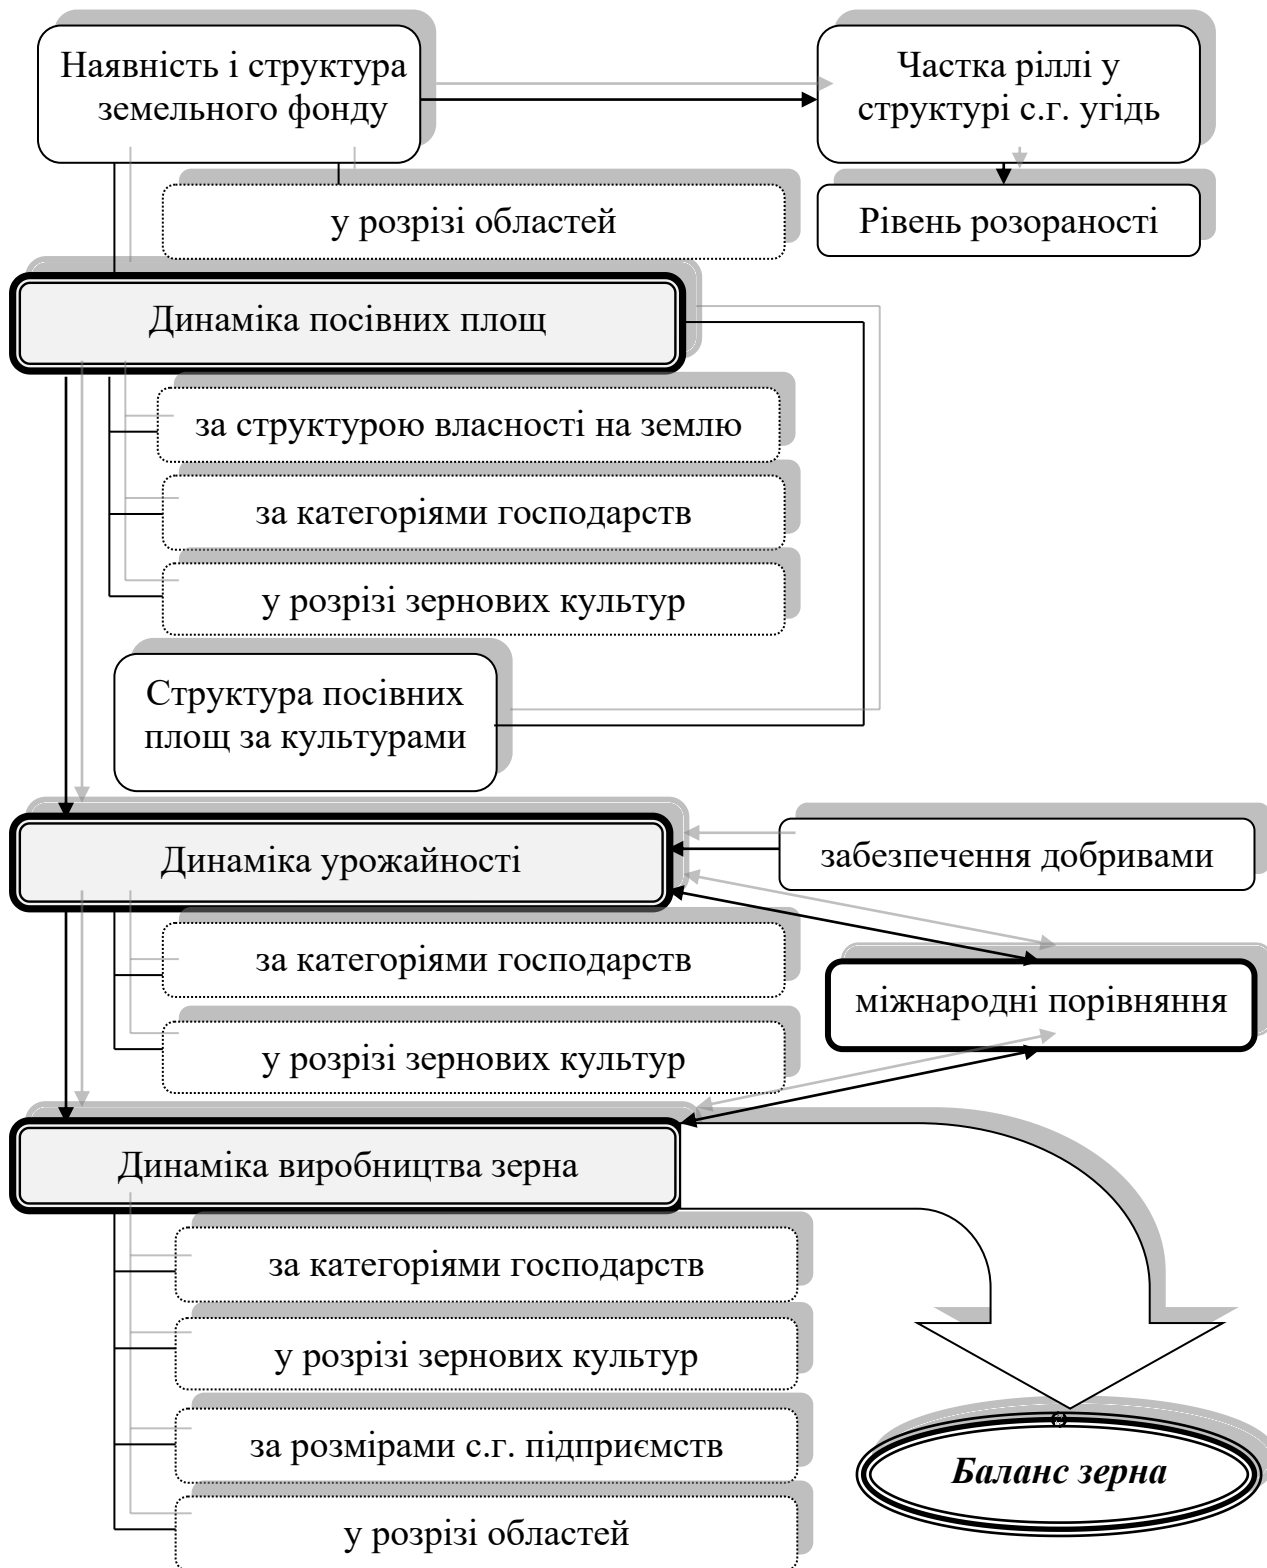 Наявність і структура
земельного фонду
Частка ріллі у
структурі с.г. угідь
у розрізі областей
Рівень розораності
Динаміка посівних площ
за структурою власності на землю
за категоріями господарств
у розрізі зернових культур
Структура посівних
площ за культурами
Динаміка урожайності
забезпечення добривами
за категоріями господарств
міжнародні порівняння
у розрізі зернових культур
Динаміка виробництва зерна
за категоріями господарств
у розрізі зернових культур
за розмірами с.г. підприємств
Баланс зерна
у розрізі областей